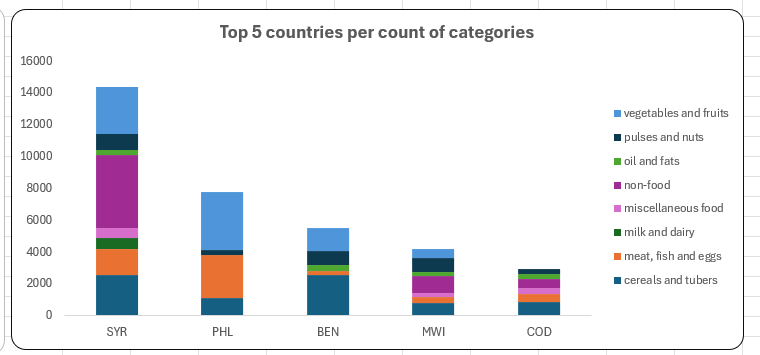 Top 5 countries per count of categories
16000
14000
12000
10000
8000
6000
4000
2000
0
SYR PHL BEN MWI COD
vegetables and fruits
pulses and nuts
oil and fats
non-food
miscellaneous food
milk and dairy
meat, fish and eggs
cereals and tubers